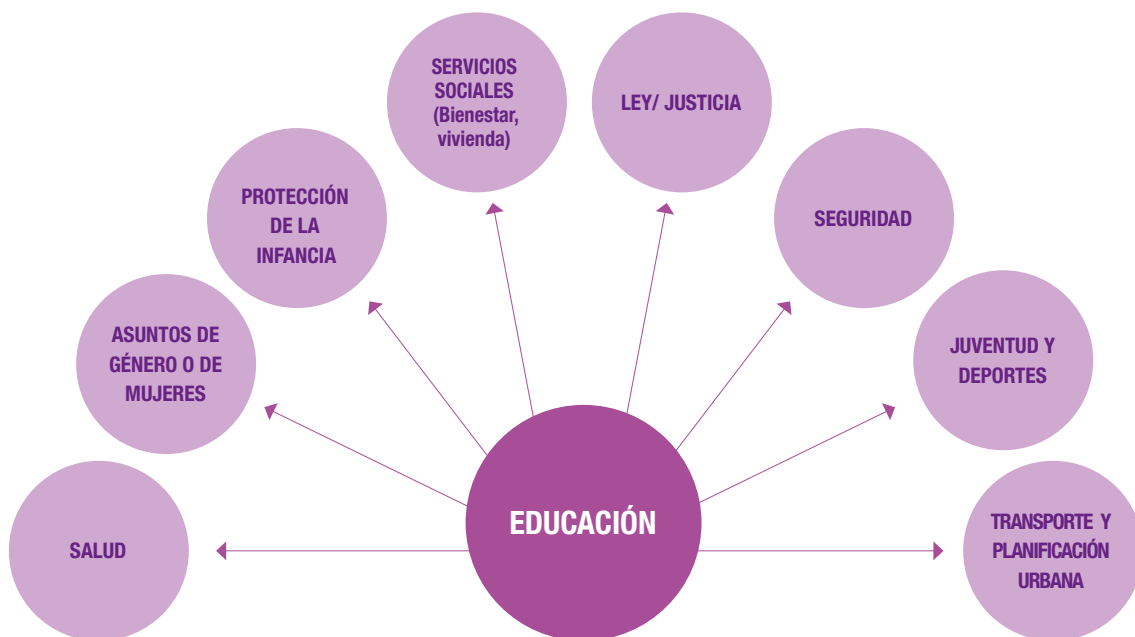 SERVICIOS
SOCIALES
(Bienestar,
vivienda)
LEY/ JUSTICIA
PROTECCIÓN
DE LA
INFANCIA
SEGURIDAD
ASUNTOS DE
GÉNERO O DE
MUJERES
JUVENTUD Y
DEPORTES
SALUD
EDUCACIÓN
TRANSPORTE Y
PLANIFICACIÓN
URBANA